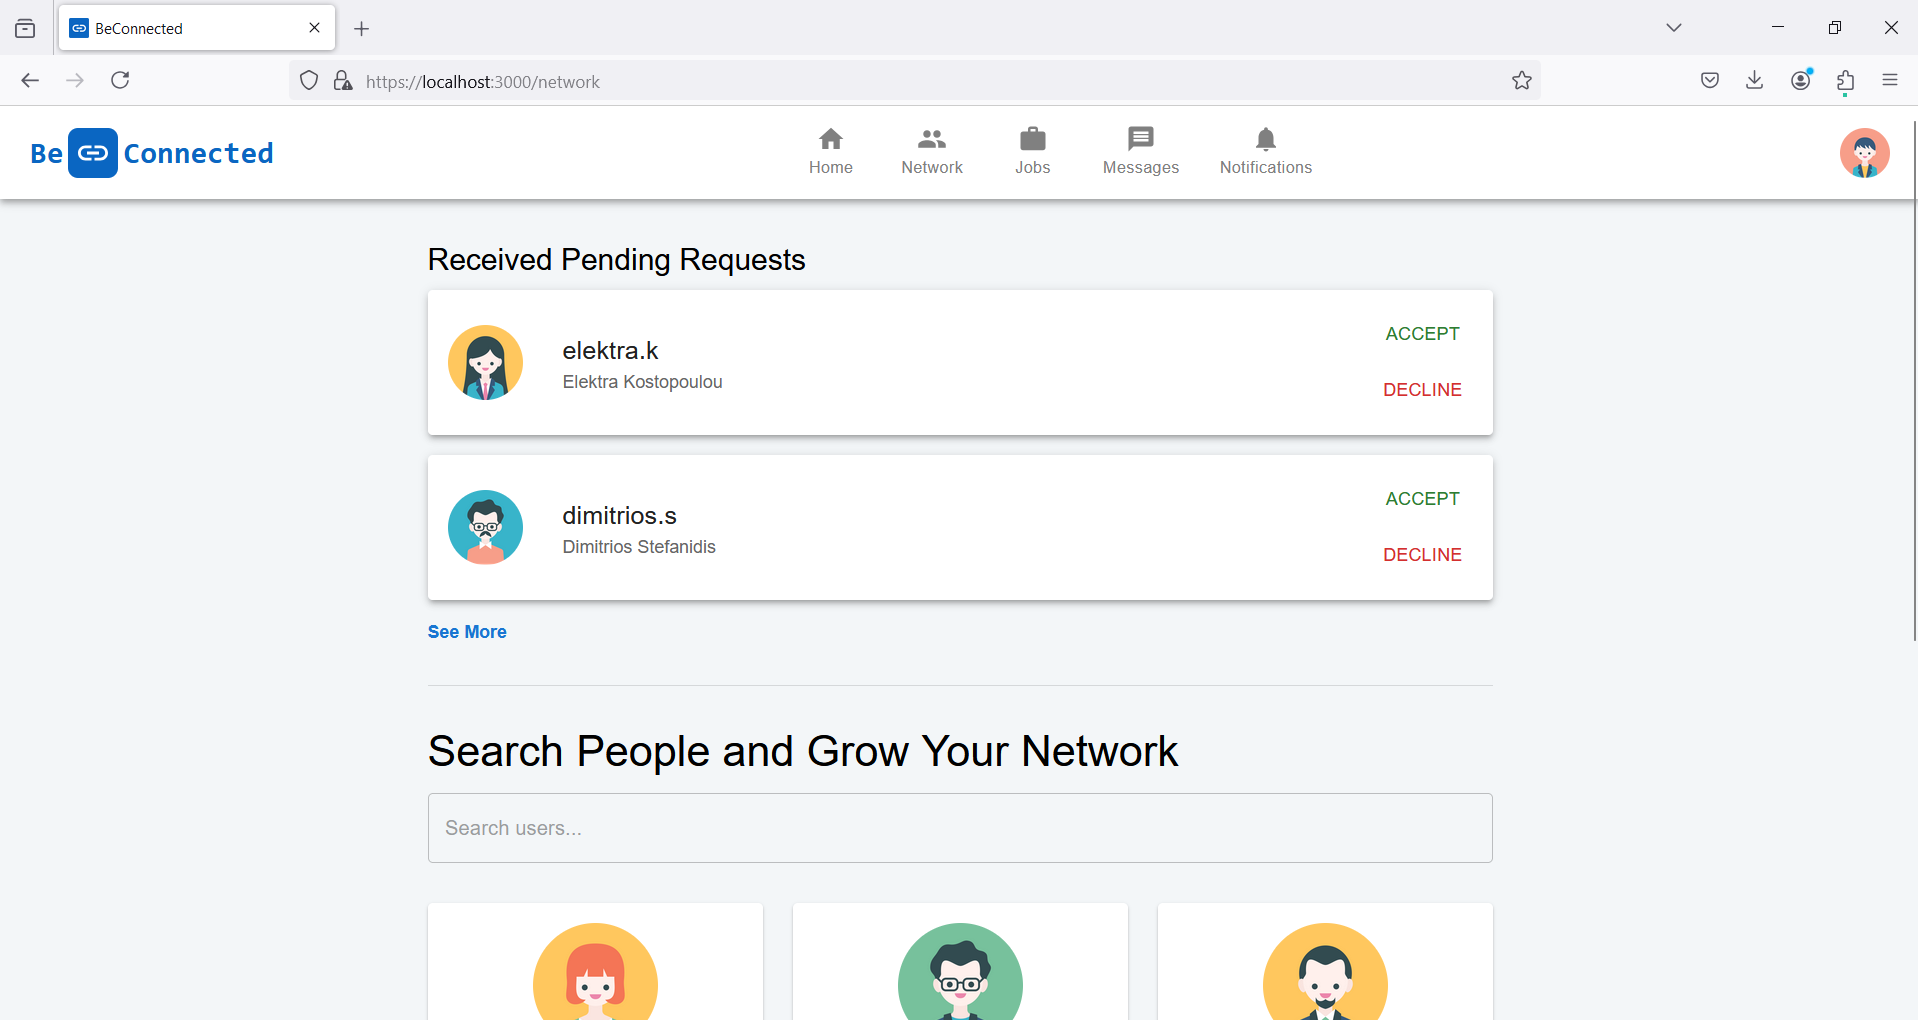 BeConnected
https://localhost:3000/network
Be Connected
Home
Network
Jobs
Messages
Notifications
Received Pending Requests
elektra.k
Elektra Kostopoulou
ACCEPT
DECLINE
dimitrios.s
Dimitrios Stefanidis
ACCEPT
DECLINE
See More
Search People and Grow Your Network
Search users...